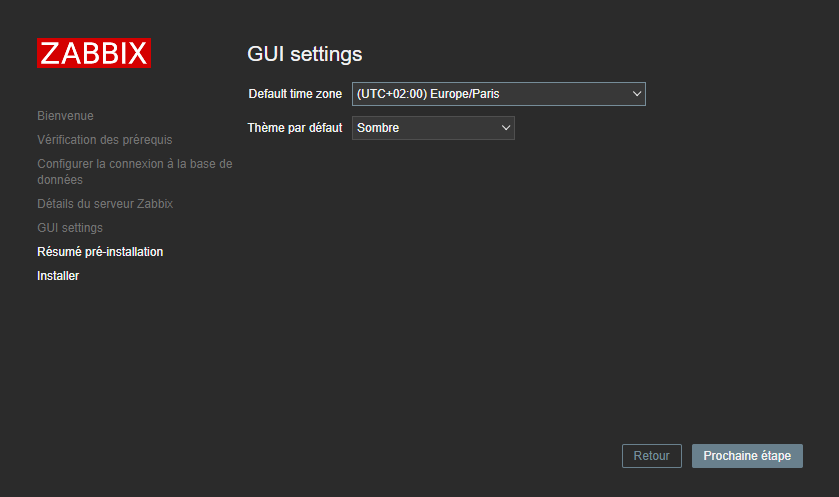 ZABBIX
GUI settings
Default time zone (UTC+02:00) Europe/Paris
Thème par défaut Sombre
Bienvenue
Vérification des prérequis
Configurer la connexion à la base de
données
Détails du serveur Zabbix
GUI settings
Résumé pré-installation
Installer
Retour Prochaine étape